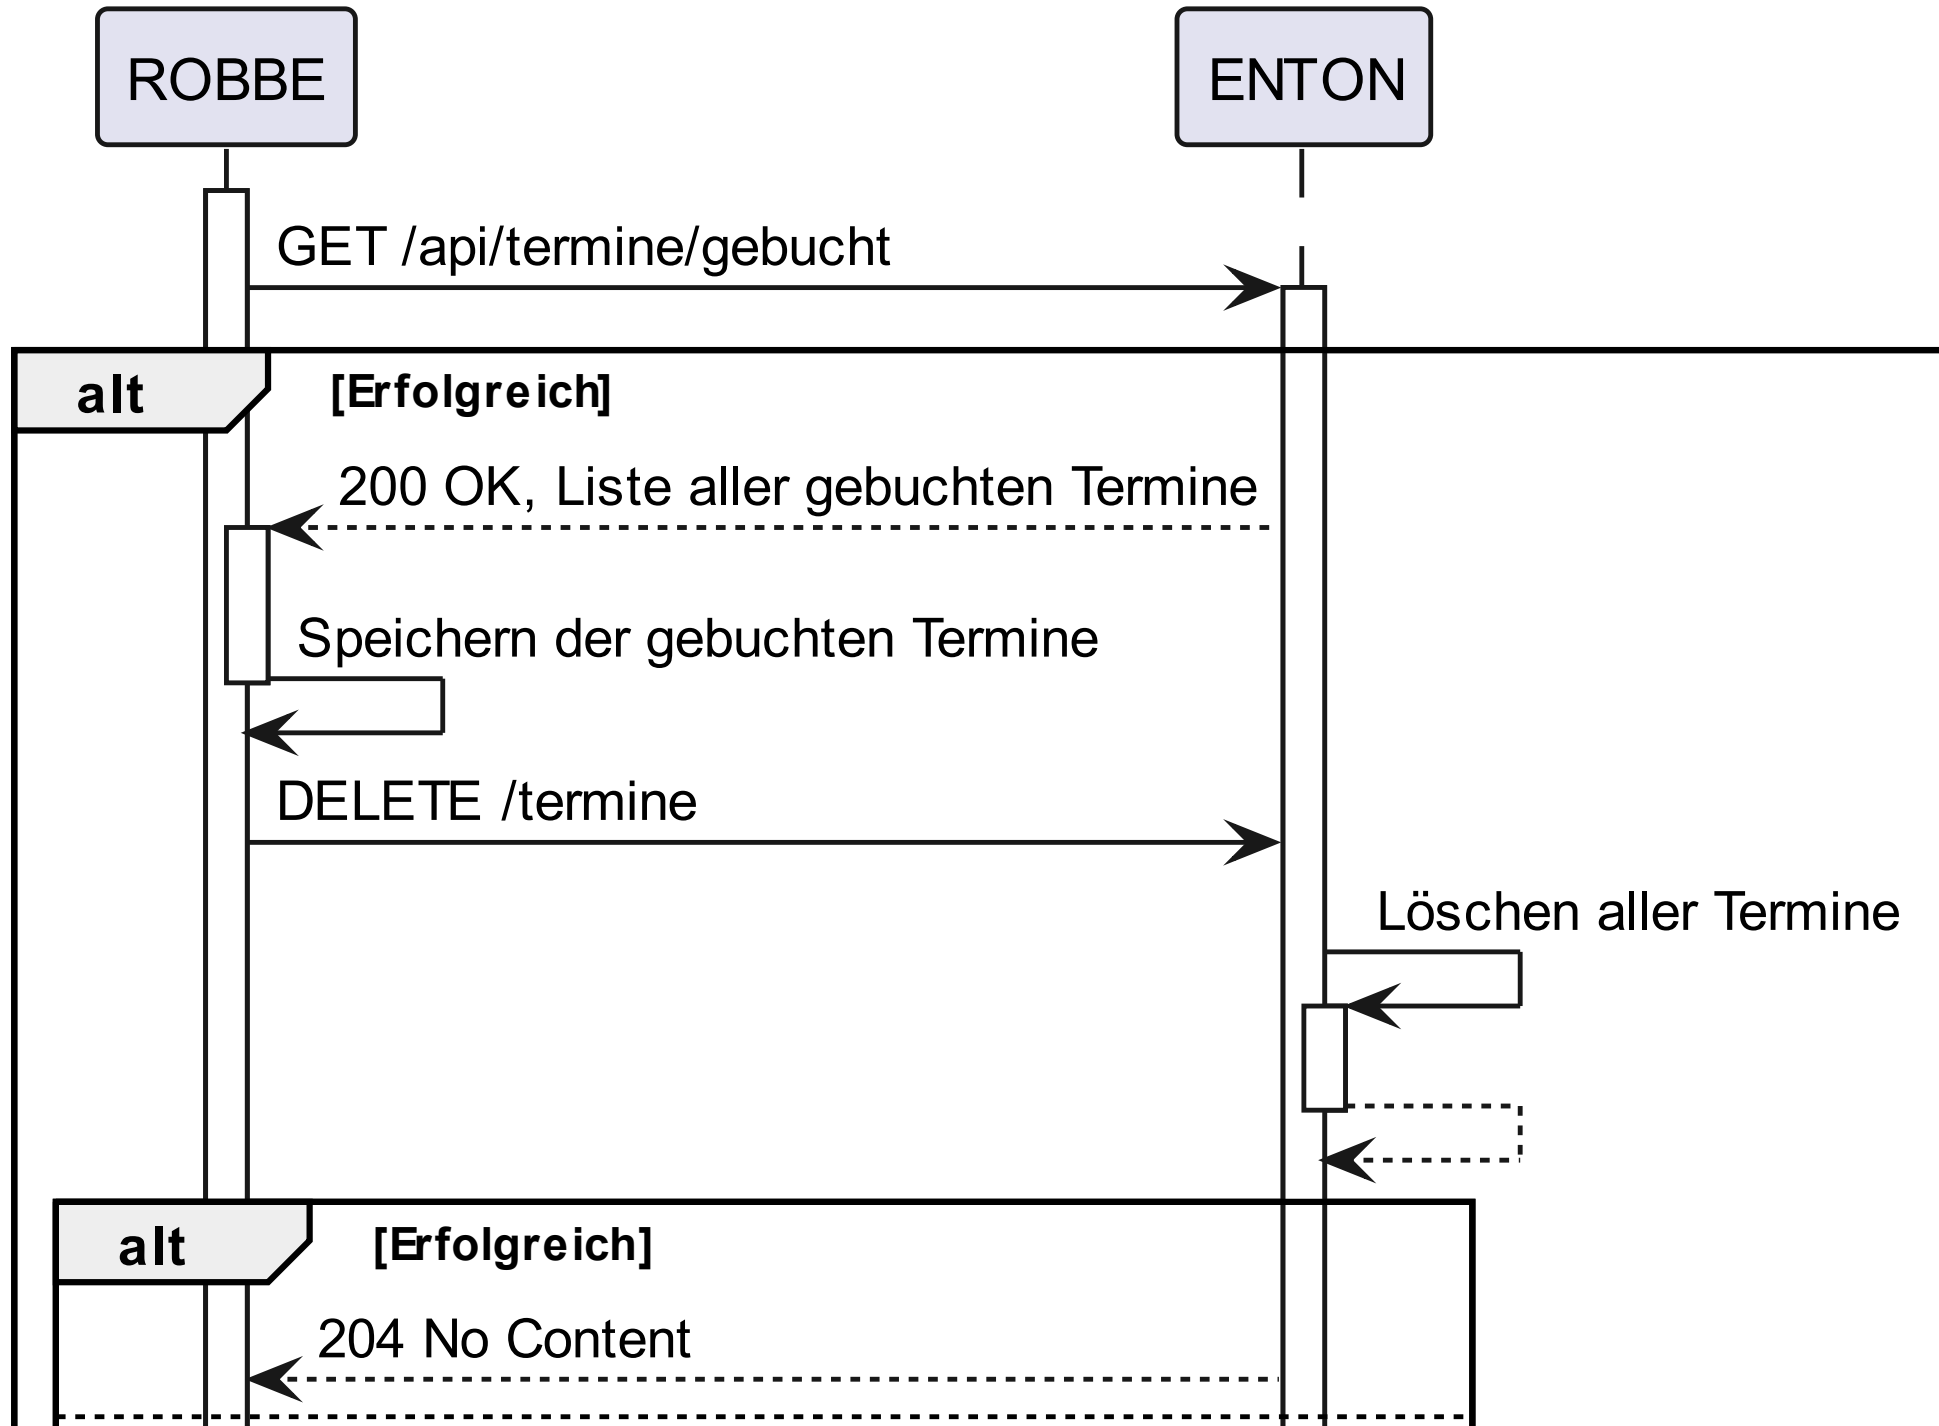 ROBBE
ENTON
GET /api/termine/gebucht
alt
[Erfolgreich]
200 OK, Liste aller gebuchten Termine
Speichern der gebuchten Termine
DELETE /termine
Löschen aller Termine
alt
[Erfolgreich]
204 No Content